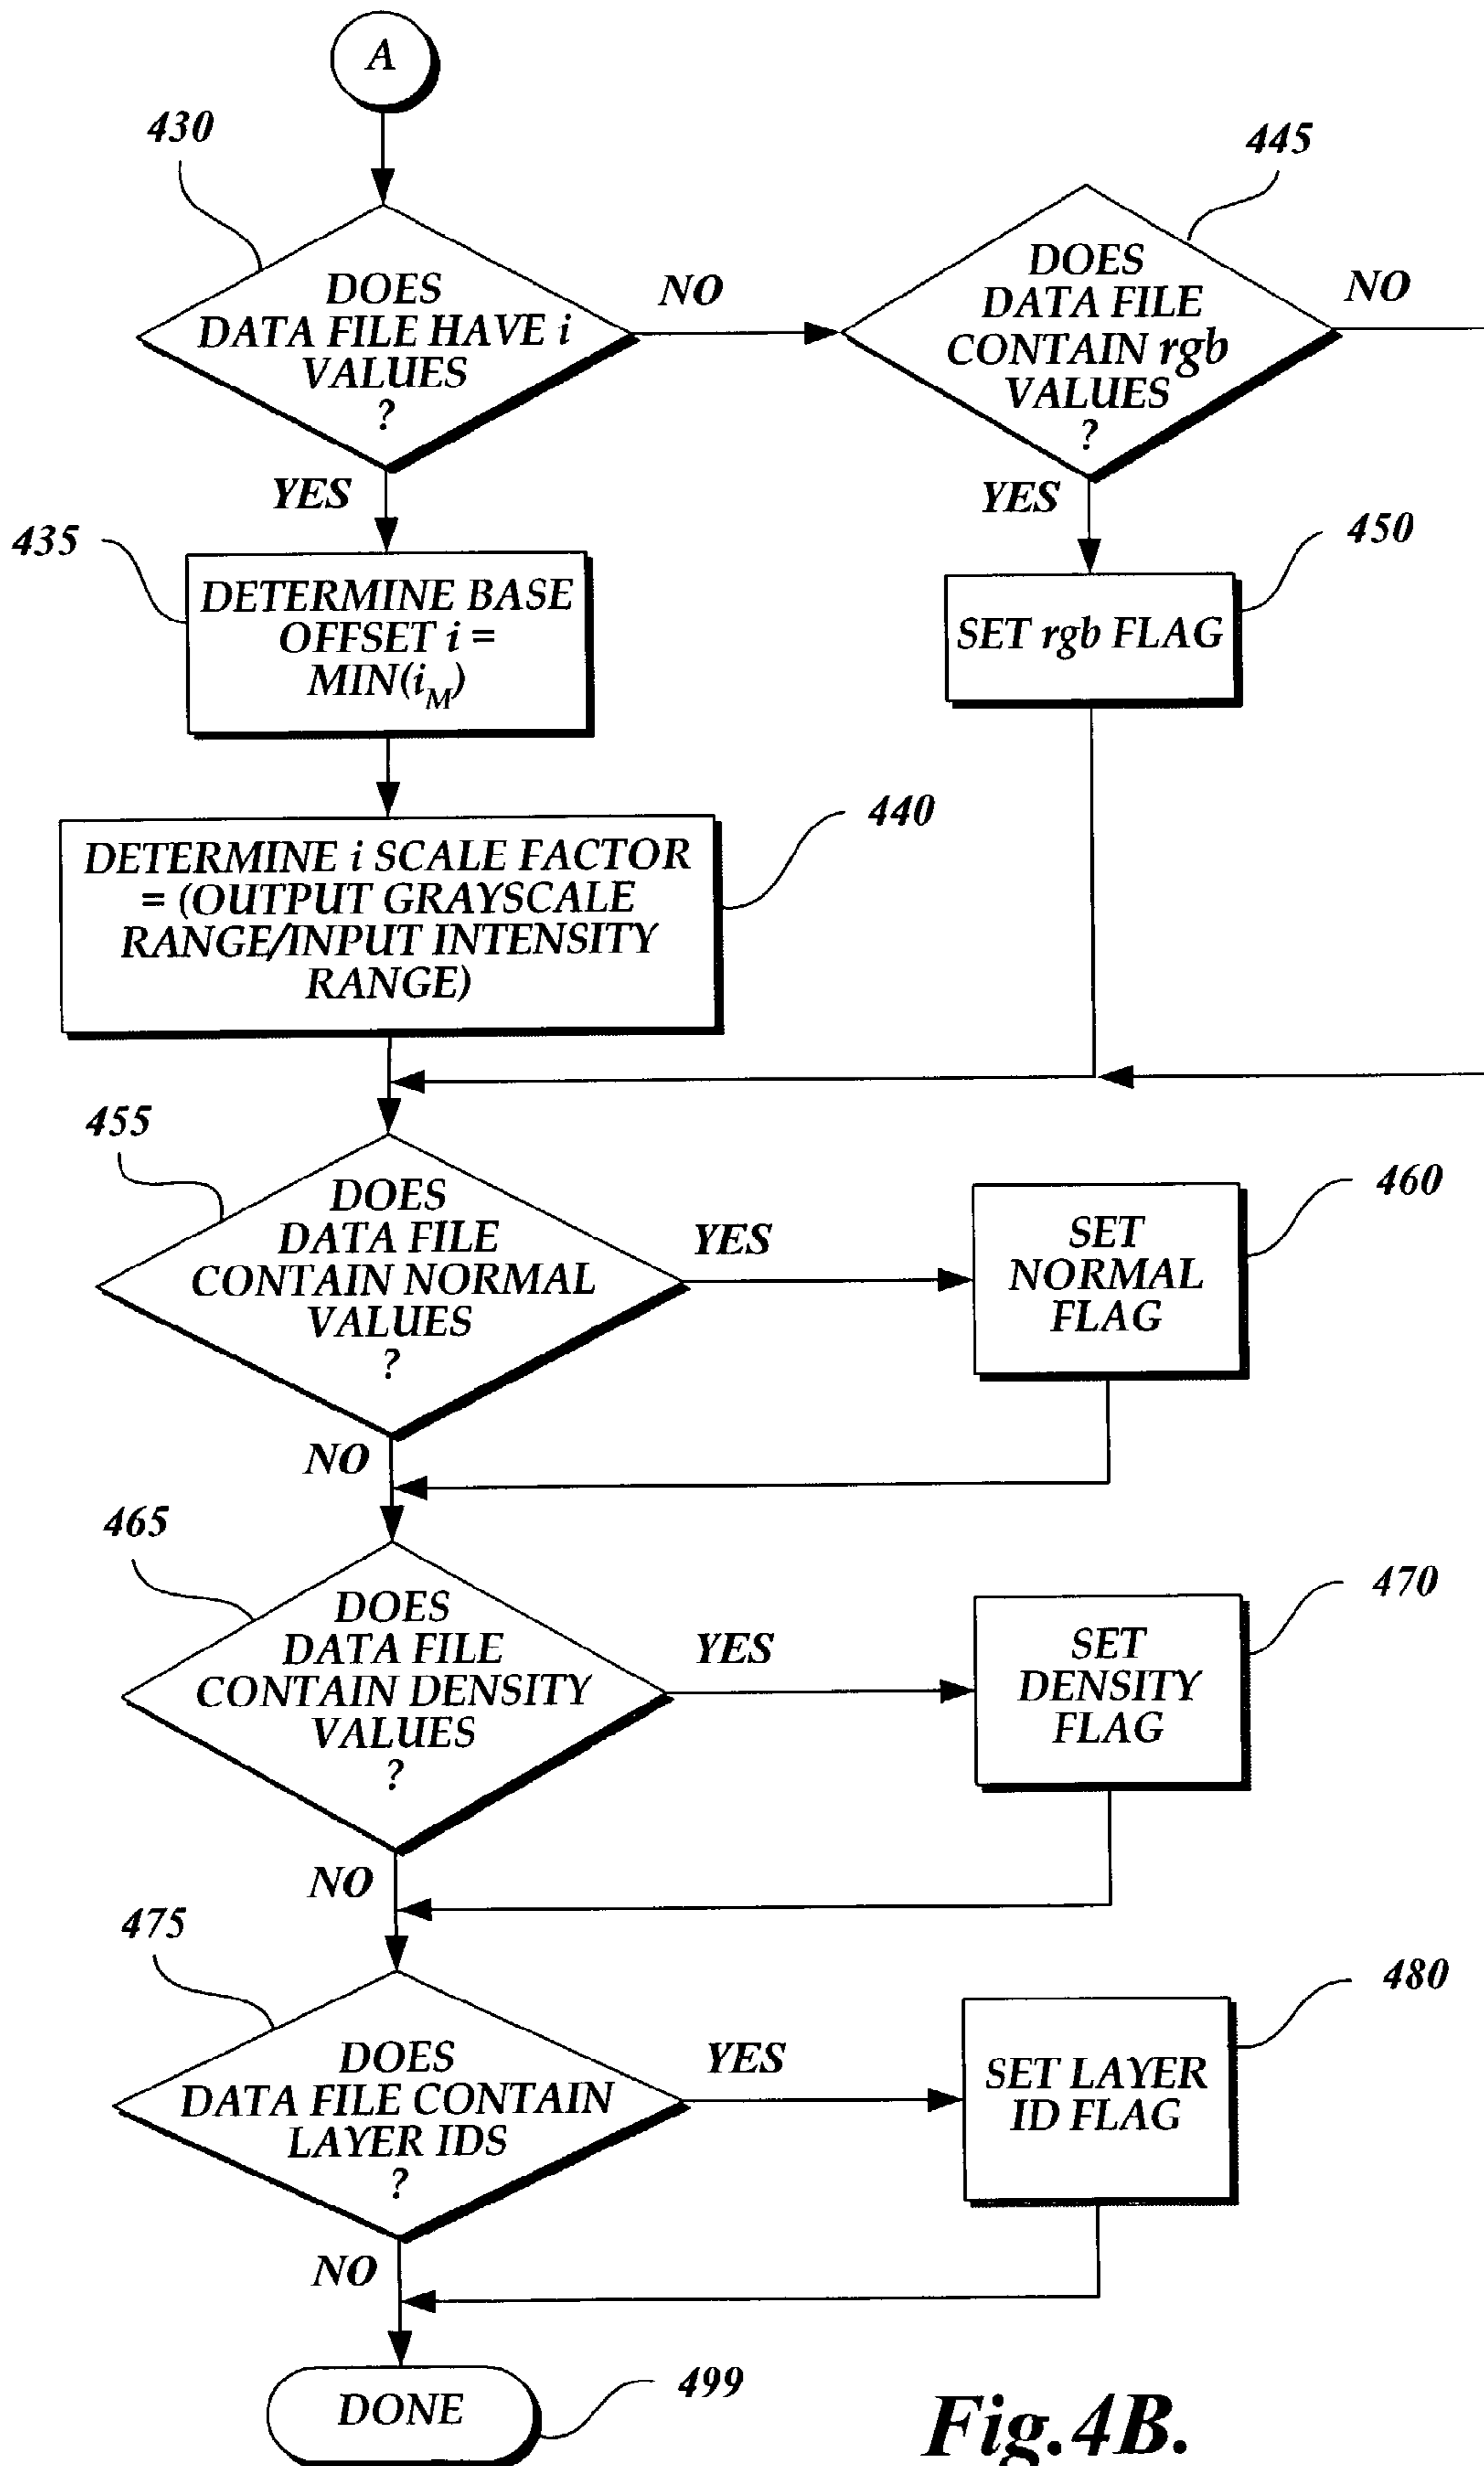 A
430
DOES
DATA FILE HAVE i
VALUES
?
NO
YES
445
DOES
DATA FILE
CONTAIN rgb
VALUES
?
NO
YES
435
DETERMINE BASE
OFFSET i =
MIN(iM)
450
SET rgb FLAG
440
DETERMINE i SCALE FACTOR
= (OUTPUT GRAYSCALE
RANGE/INPUT INTENSITY
RANGE)
455
DOES
DATA FILE
CONTAIN NORMAL
VALUES
?
YES
NO
460
SET
NORMAL
FLAG
465
DOES
DATA FILE
CONTAIN DENSITY
VALUES
?
YES
NO
470
SET
DENSITY
FLAG
475
DOES
DATA FILE CONTAIN
LAYER IDS
?
YES
NO
480
SET LAYER
ID FLAG
DONE
499
Fig.4B.